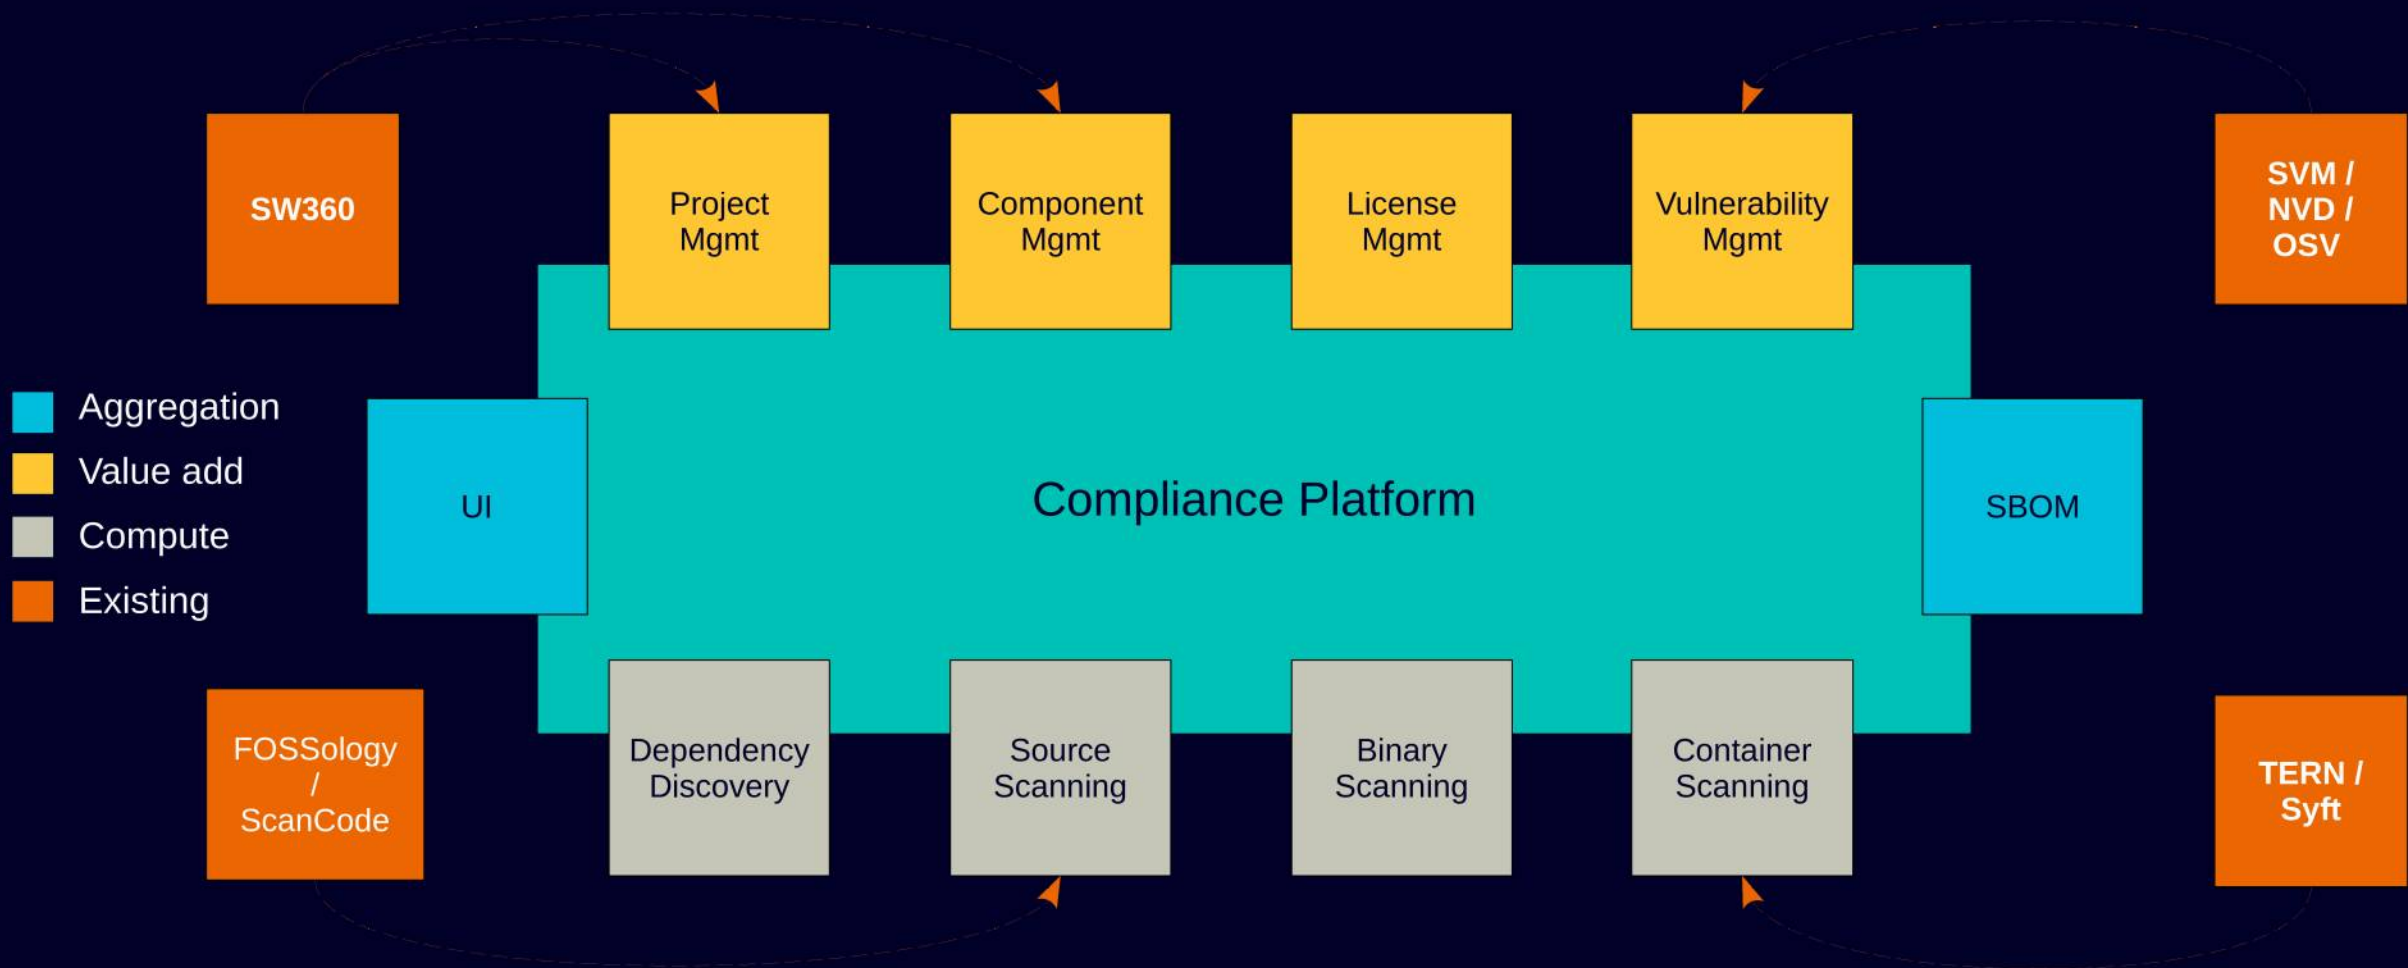 SW360
Project
Mgmt
Component
Mgmt
License
Mgmt
Vulnerability
Mgmt
SVM /
NVD /
OSV
Aggregation
Value add
Compute
Existing
UI
Compliance Platform
SBOM
FOSSology
/
ScanCode
Dependency
Discovery
Source
Scanning
Binary
Scanning
Container
Scanning
TERN /
Syft